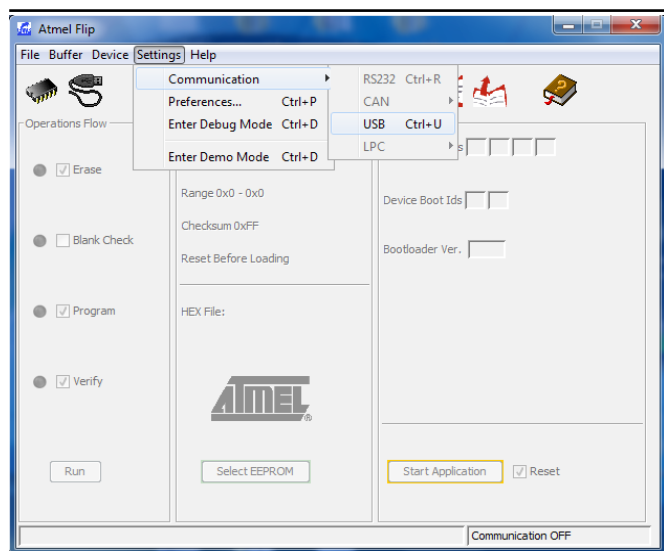 Atmel Flip
File Buffer Device Settings Help
Communication
Preferences... Ctrl+P
Enter Debug Mode Ctrl+D
Enter Demo Mode Ctrl+D
RS232 Ctrl+R
CAN
USB Ctrl+U
LPC
Operations Flow
Erase
Blank Check
Program
Verify
Run
Range 0x0 - 0x0
Checksum 0xFF
Reset Before Loading
HEX File:
ATMEL®
Select EEPROM
s
Device Boot Ids
Bootloader Ver.
Start Application
Reset
Communication OFF